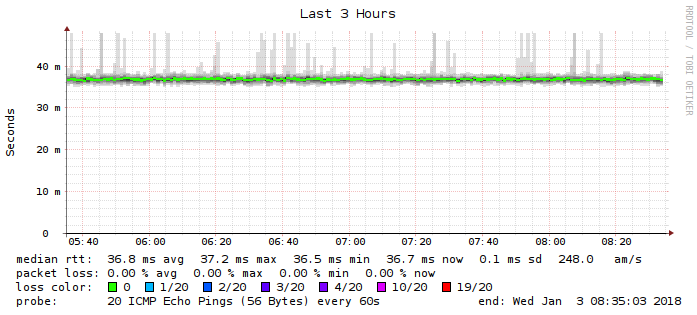 Last 3 Hours
RRDTOOL / TOBI OETIKER
Seconds
40 m
30 m
20 m
10 m
0
05:40 06:00 06:20 06:40 07:00 07:20 07:40 08:00 08:20
median rtt: 36.8 ms avg 37.2 ms max 36.5 ms min 36.7 ms now 0.1 ms sd 248.0 am/s
packet loss: 0.00 % avg 0.00 % max 0.00 % min 0.00 % now
loss color: 0 1/20 2/20 3/20 4/20 10/20 19/20
probe: 20 ICMP Echo Pings (56 Bytes) every 60s end: Wed Jan 3 08:35:03 2018